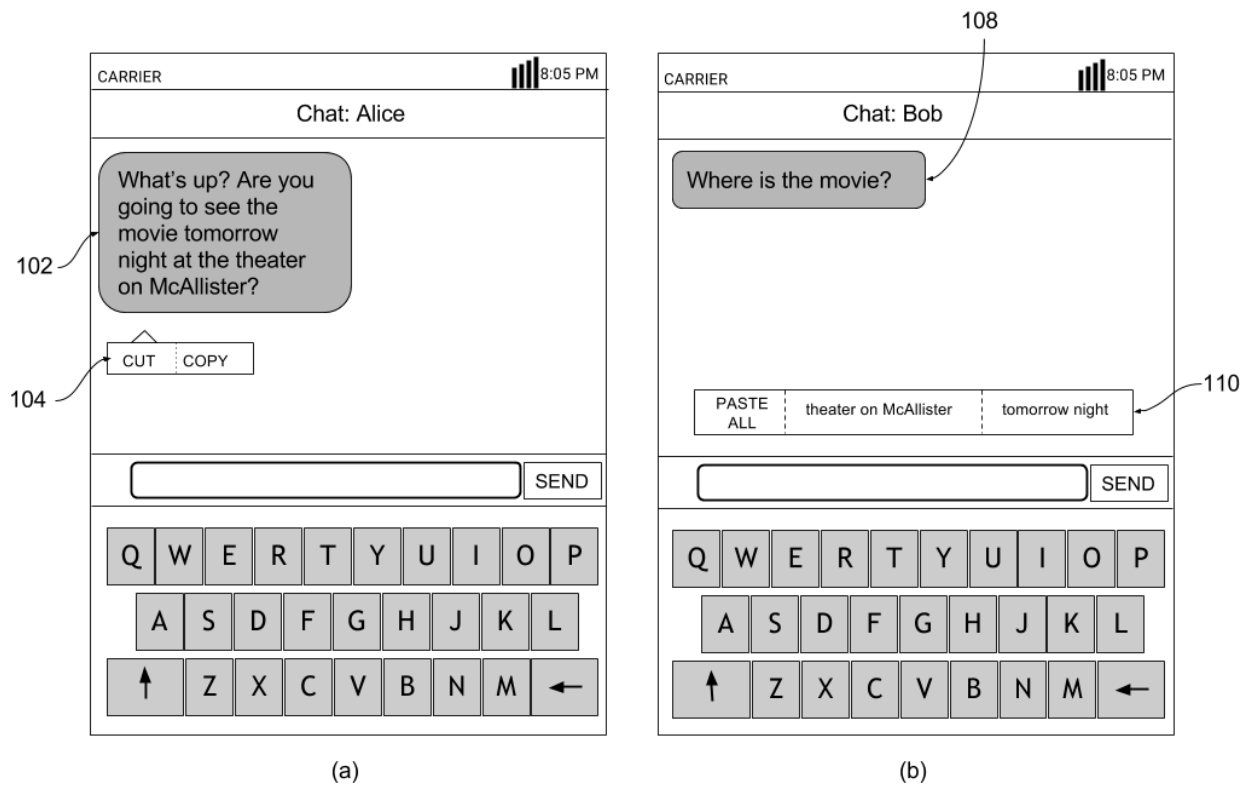 108
CARRIER
8:05 PM
Chat: Alice
What's up? Are you
going to see the
movie tomorrow
night at the theater
on McAllister?
102
CUT
COPY
104
SEND
Q W E R T Y U I O P
A S D F G H J K L
Z X C V B N M
(a)
CARRIER
8:05 PM
Chat: Bob
Where is the movie?
PASTE
ALL
theater on McAllister
tomorrow night
110
SEND
Q W E R T Y U I O P
A S D F G H J K L
Z X C V B N M
(b)